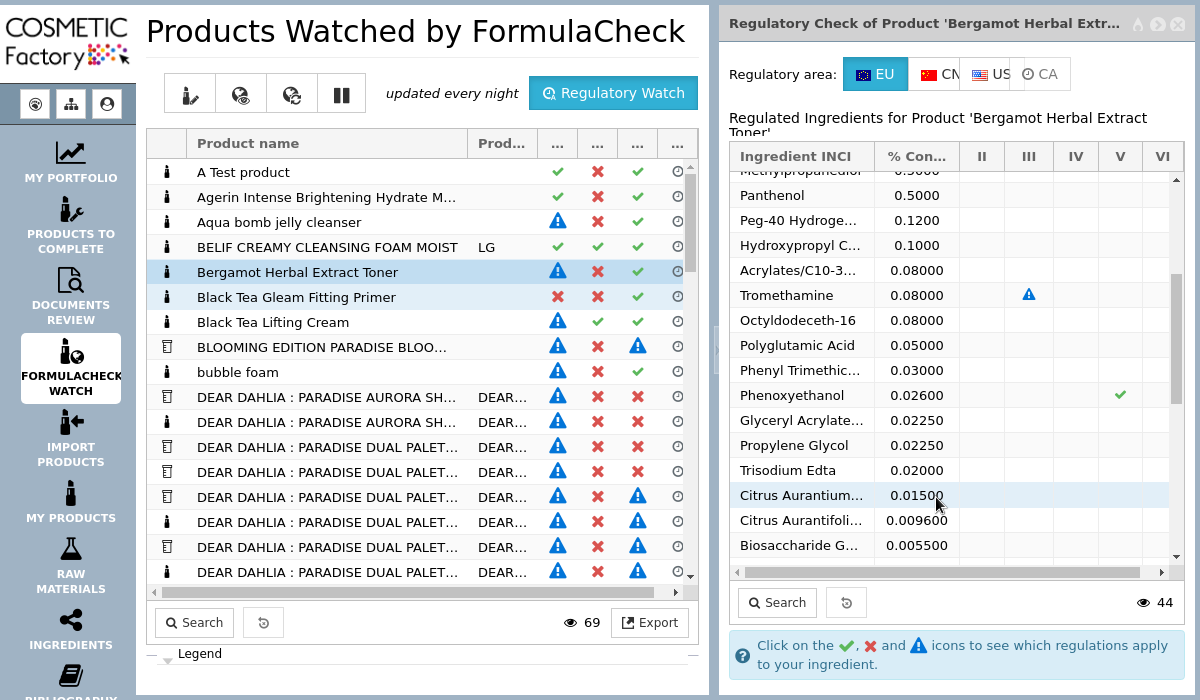 COSMETIC
Factory
MY PORTFOLIO
PRODUCTS TO
COMPLETE
DOCUMENTS
REVIEW
FORMULACHECK
WATCH
IMPORT
PRODUCTS
MY PRODUCTS
RAW
MATERIALS
INGREDIENTS
BIBLIOGRAPHY
Products Watched by FormulaCheck
updated every night
Regulatory Watch
Product name Prod... ... ... ... ...
A Test product
Agerin Intense Brightening Hydrate M...
Aqua bomb jelly cleanser
BELIF CREAMY CLEANSING FOAM MOIST LG
Bergamot Herbal Extract Toner
Black Tea Gleam Fitting Primer
Black Tea Lifting Cream
BLOOMING EDITION PARADISE BLOO...
bubble foam
DEAR DAHLIA : PARADISE AURORA SH... DEAR...
DEAR DAHLIA : PARADISE AURORA SH... DEAR...
DEAR DAHLIA : PARADISE DUAL PALET... DEAR...
DEAR DAHLIA : PARADISE DUAL PALET... DEAR...
DEAR DAHLIA : PARADISE DUAL PALET... DEAR...
DEAR DAHLIA : PARADISE DUAL PALET... DEAR...
DEAR DAHLIA : PARADISE DUAL PALET... DEAR...
DEAR DAHLIA : PARADISE DUAL PALET... DEAR...
Search
69
Export
Legend
Regulatory Check of Product 'Bergamot Herbal Extr...
Regulatory area: EU CN US CA
Regulated Ingredients for Product 'Bergamot Herbal Extract
Toner'
Ingredient INCI % Con... II III IV V VI
Methylpropanediol 0.5000
Panthenol 0.5000
Peg-40 Hydroge... 0.1200
Hydroxypropyl C... 0.1000
Acrylates/C10-3... 0.08000
Tromethamine 0.08000
Octyldodeceth-16 0.08000
Polyglutamic Acid 0.05000
Phenyl Trimethic... 0.03000
Phenoxyethanol 0.02600
Glyceryl Acrylate... 0.02250
Propylene Glycol 0.02250
Trisodium Edta 0.02000
Citrus Aurantium... 0.01500
Citrus Aurantifoli... 0.009600
Biosaccharide G... 0.005500
Search
44
Click on the , and icons to see which regulations apply
to your ingredient.